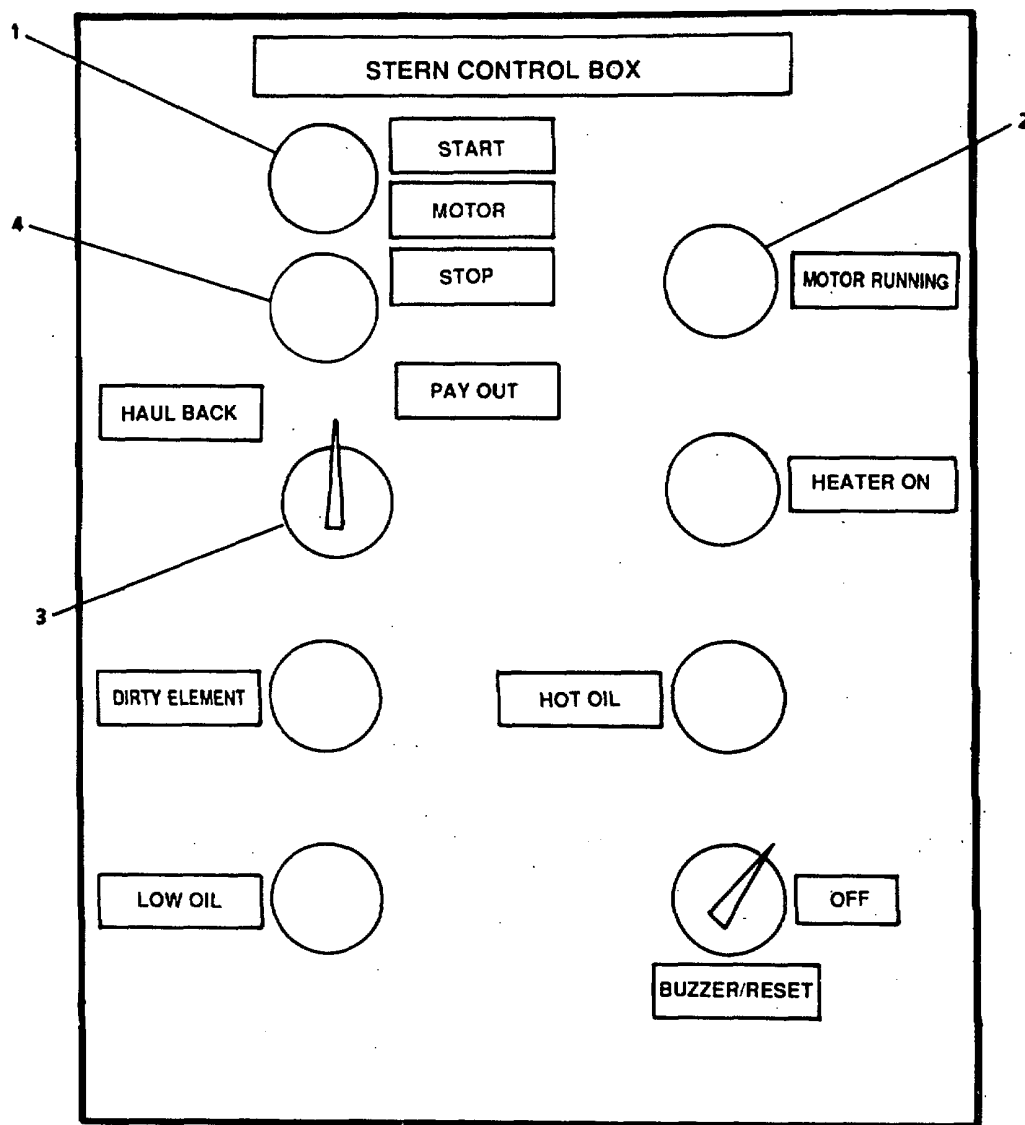 1
STERN CONTROL BOX
START
2
MOTOR
4
STOP
MOTOR RUNNING
PAY OUT
HAUL BACK
HEATER ON
3
DIRTY ELEMENT
HOT OIL
LOW OIL
OFF
BUZZER/RESET